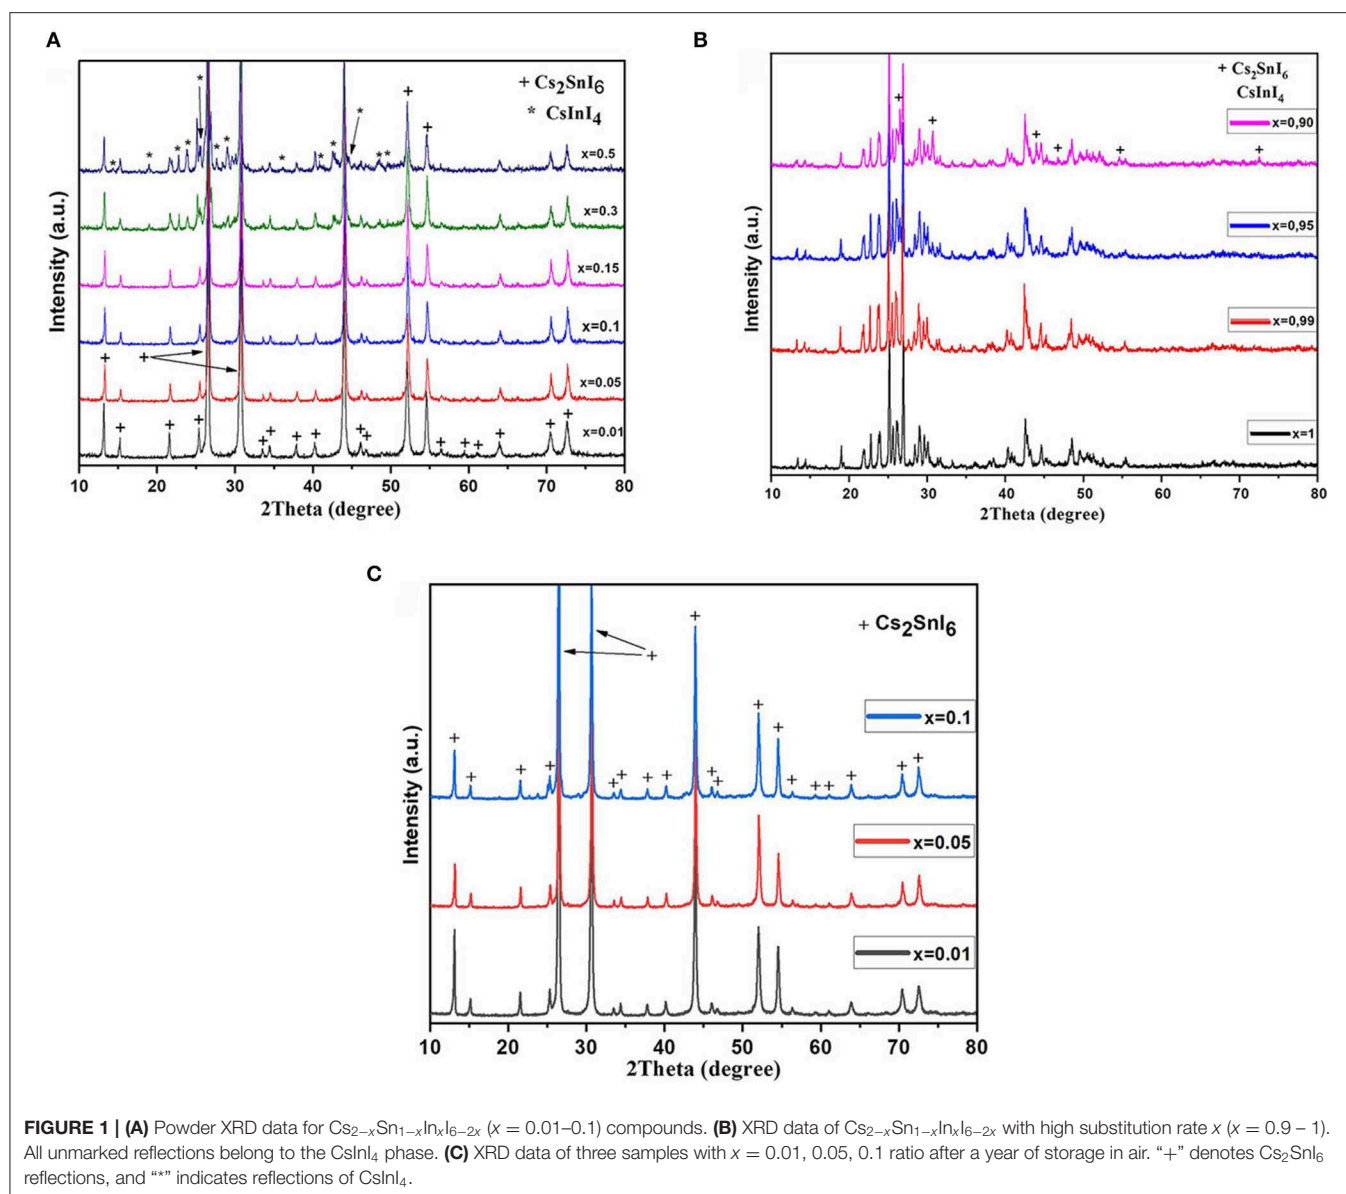 A
+ Cs2SnI6
* CsInI4
x=0.5
x=0.3
x=0.15
x=0.1
x=0.05
x=0.01
Intensity (a.u.)
10 20 30 40 50 60 70 80
2Theta (degree)
B
+ Cs2SnI6
CsInI4
x=0,90
x=0,95
x=0,99
x=1
Intensity (a.u.)
10 20 30 40 50 60 70 80
2Theta (degree)
C
+ Cs2SnI6
x=0.1
x=0.05
x=0.01
Intensity (a.u.)
10 20 30 40 50 60 70 80
2Theta (degree)
FIGURE 1 | (A) Powder XRD data for Cs2−xSn1−xInxI6−2x (x = 0.01–0.1) compounds. (B) XRD data of Cs2−xSn1−xInxI6−2x with high substitution rate x (x = 0.9 – 1).
All unmarked reflections belong to the CsInI4 phase. (C) XRD data of three samples with x = 0.01, 0.05, 0.1 ratio after a year of storage in air. “+” denotes Cs2SnI6
reflections, and “*” indicates reflections of CsInI4.